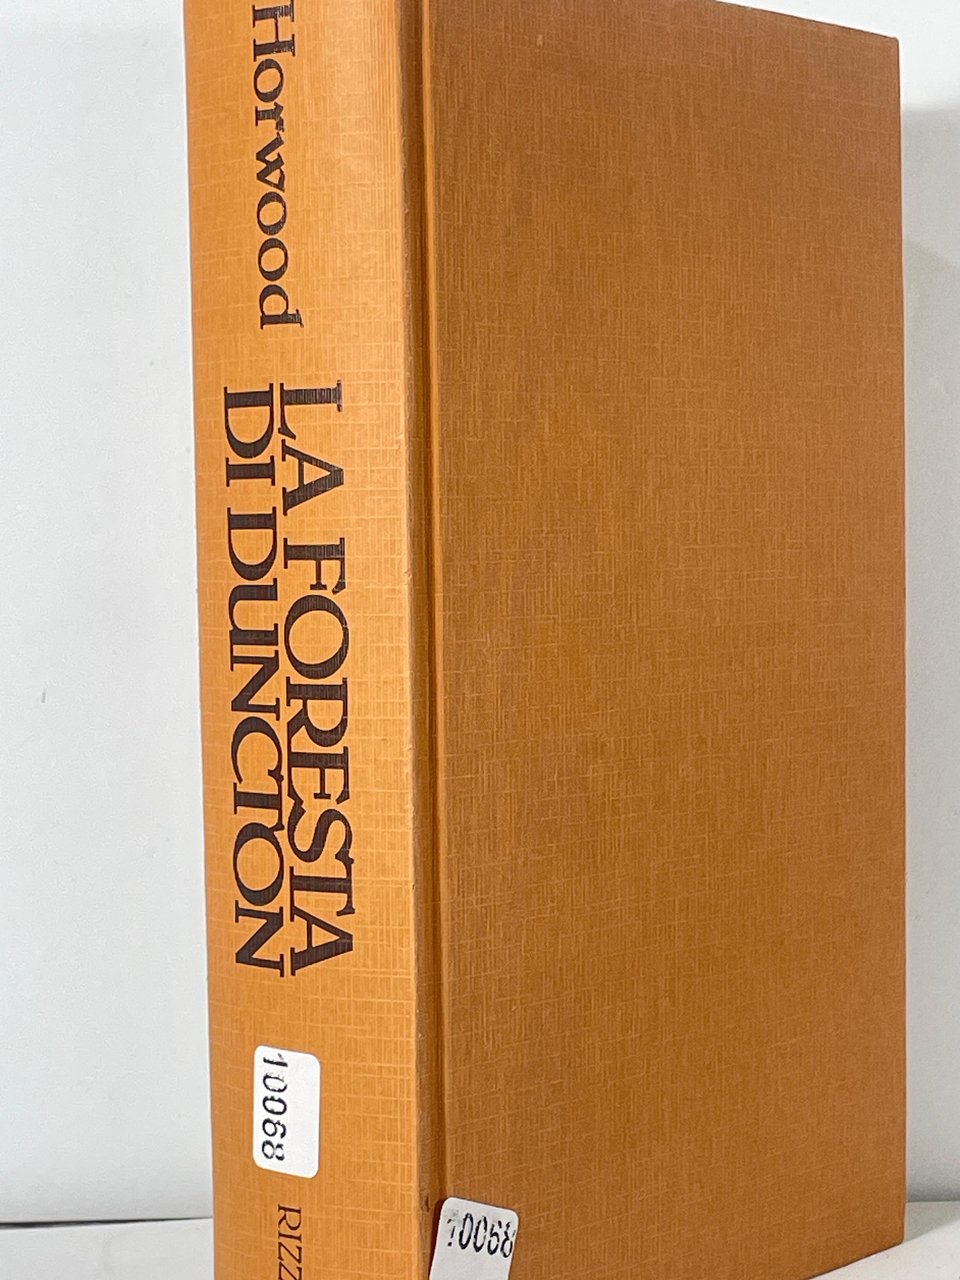 Horwood
LA FORESTA
DI DUNCTON
10068
RIZZ
10068